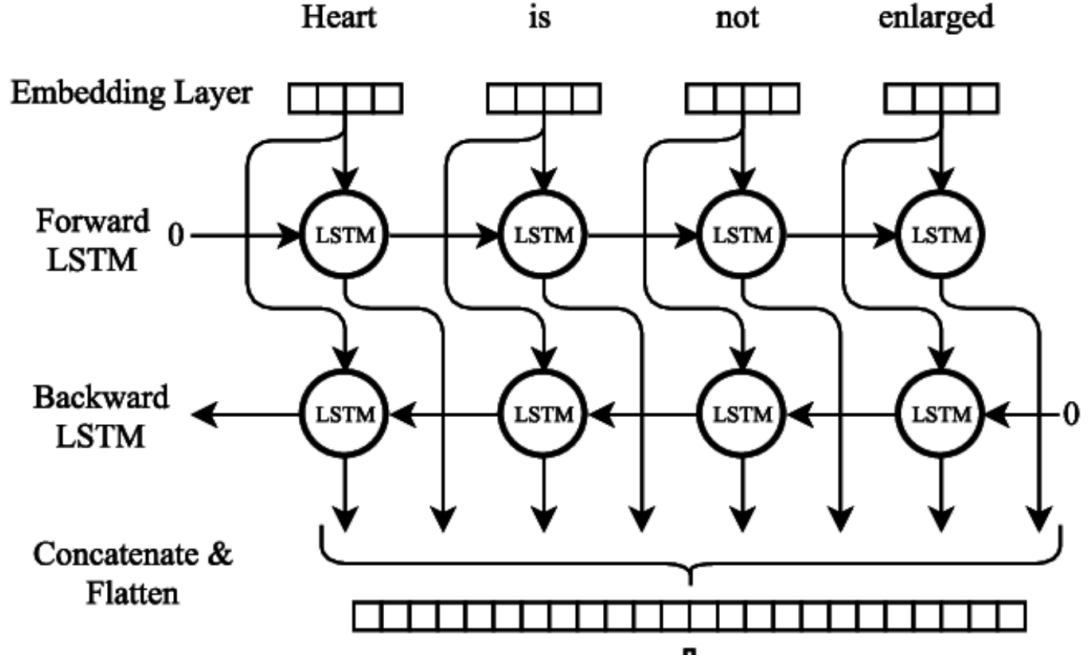 Heart is not enlarged
Embedding Layer
Forward
LSTM
0
LSTM LSTM LSTM LSTM
Backward
LSTM
LSTM LSTM LSTM LSTM
0
Concatenate &
Flatten